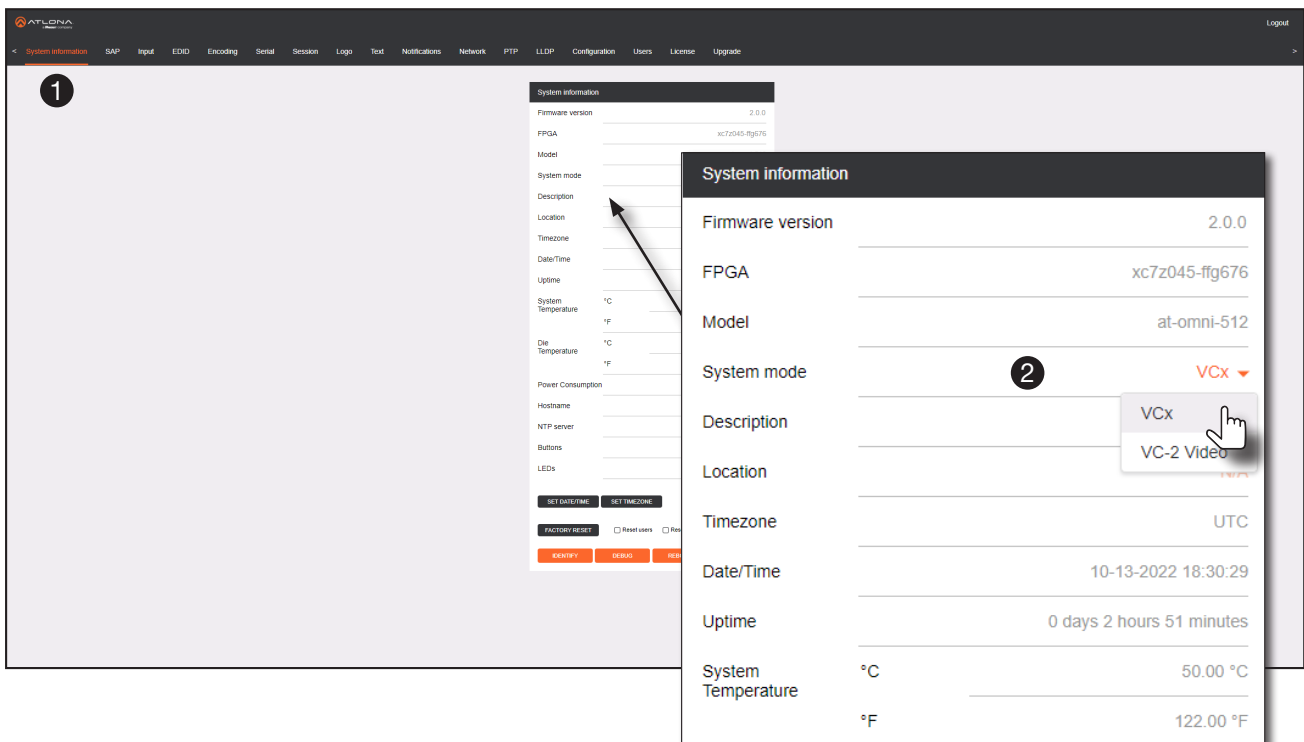 ATLONA
Logout
< System information SAP Input EDID Encoding Serial Session Logo Text Notifications Network PTP LLDP Configuration Users License Upgrade >
1
System information
Firmware version 2.0.0
FPGA xc7z045-ffg676
Model
System mode
Description
Location
Timezone
Date/Time
Uptime
System Temperature °C
°F
Die Temperature °C
°F
Power Consumption
Hostname
NTP server
Buttons
LEDs
SET DATE/TIME SET TIMEZONE
FACTORY RESET Reset users
IDENTIFY DEBUG
System information
Firmware version 2.0.0
FPGA xc7z045-ffg676
Model at-omni-512
System mode 2 VCx
VCx
Description
VC-2 Video
Location N/A
Timezone UTC
Date/Time 10-13-2022 18:30:29
Uptime 0 days 2 hours 51 minutes
System °C 50.00 °C
Temperature
°F 122.00 °F